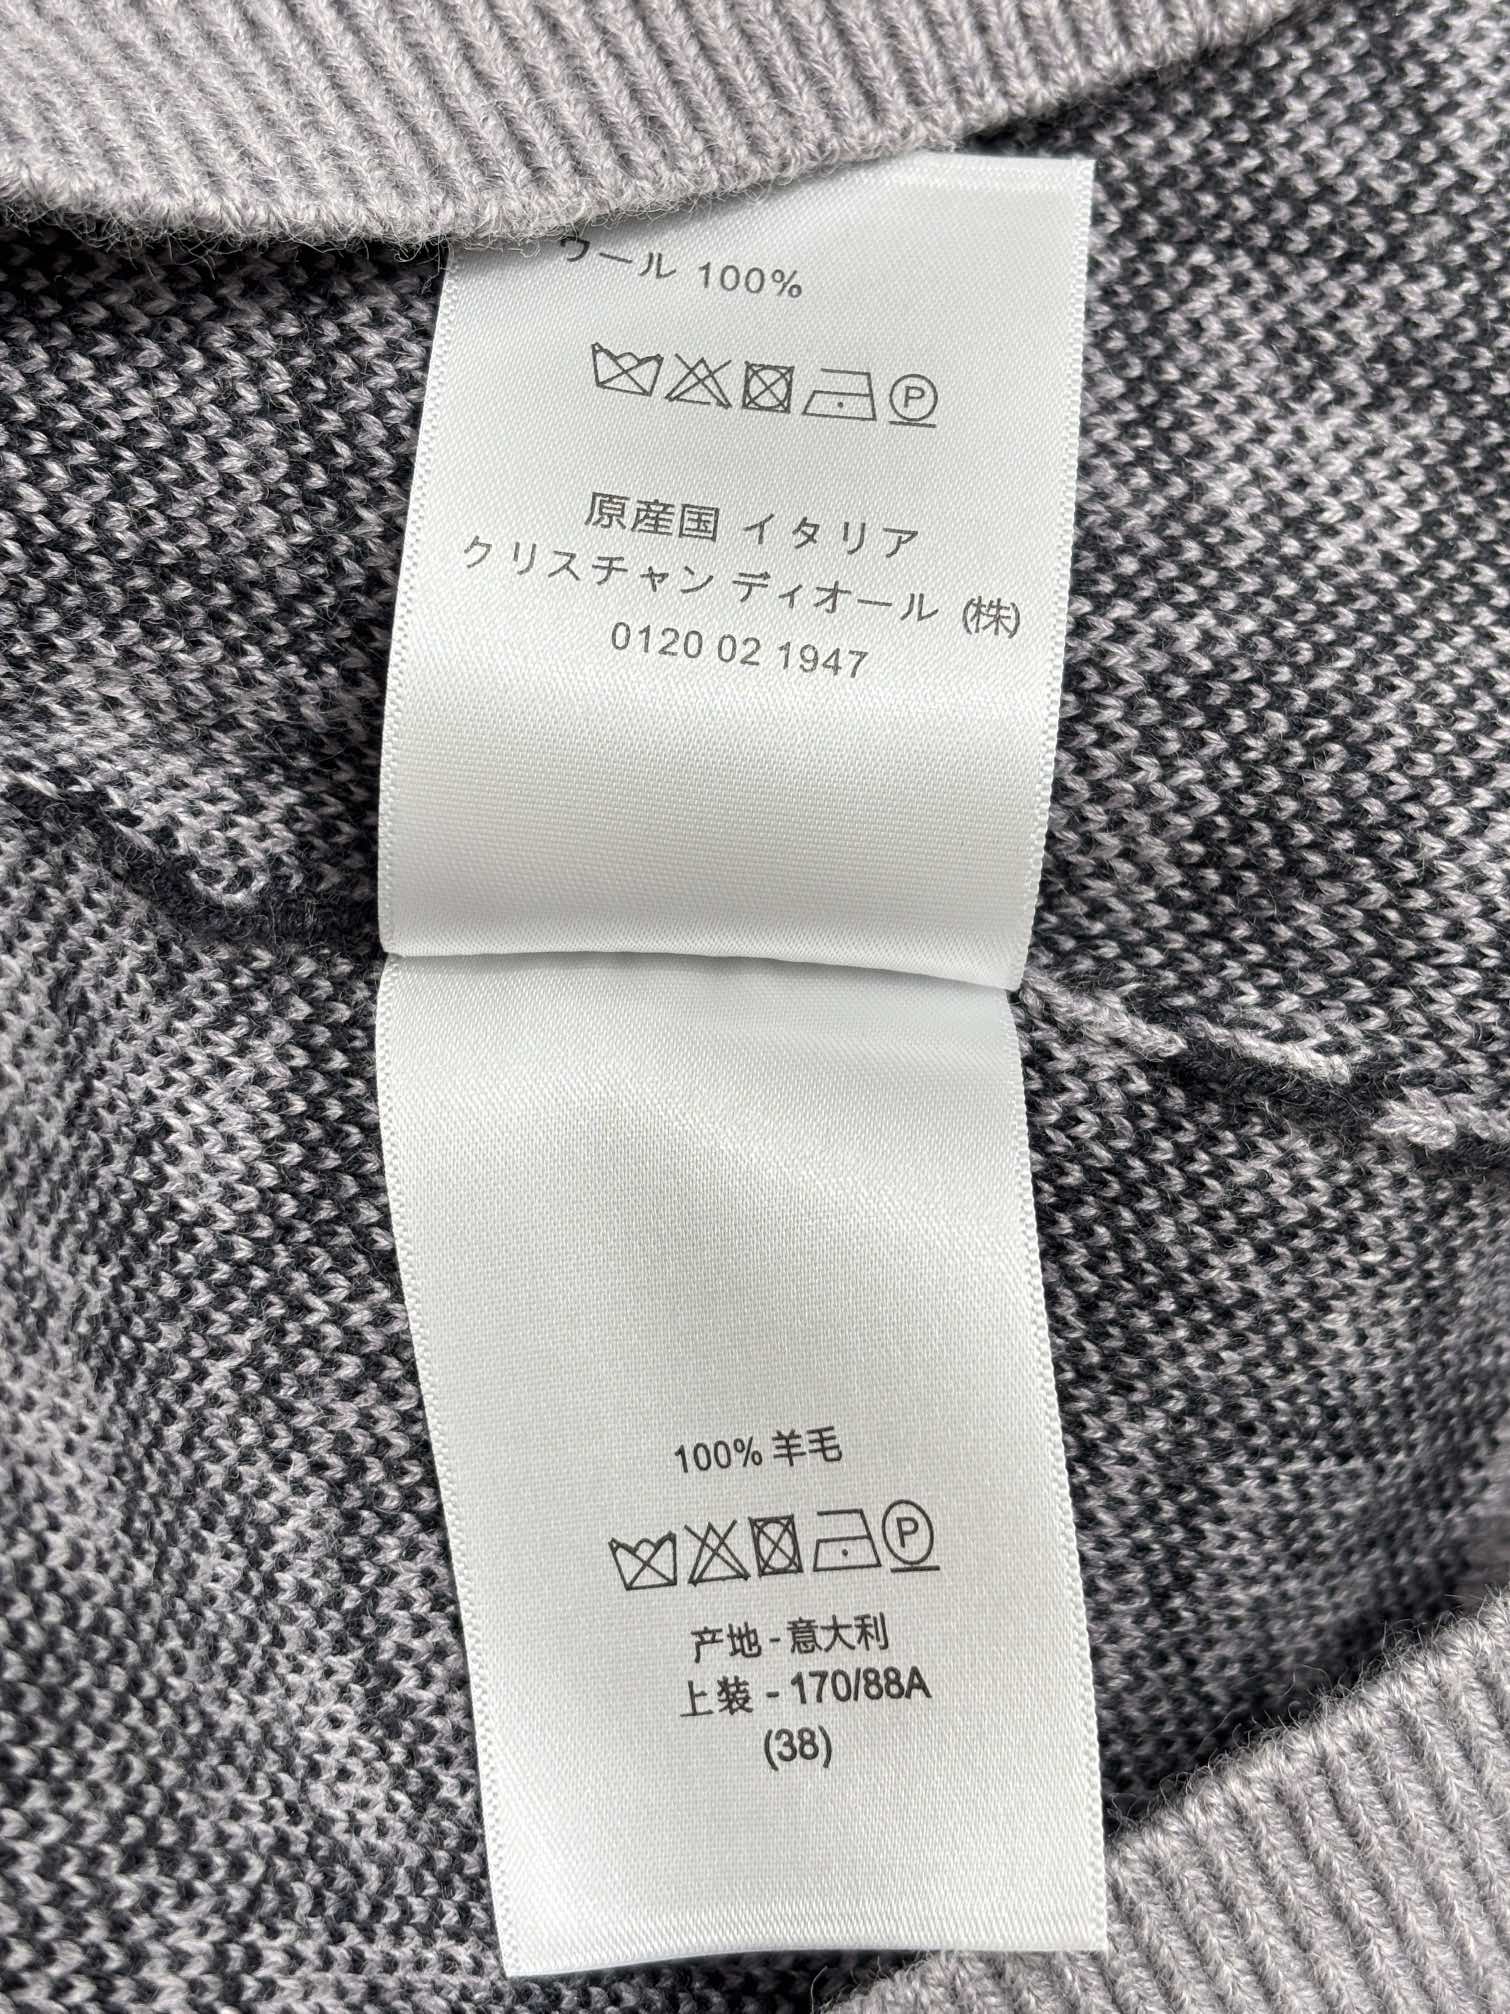 ウール 100%
P
原産国 イタリア
クリスチャン ディオール (株)
0120 02 1947
100% 羊毛
P
产地 - 意大利
上装 - 170/88A
(38)